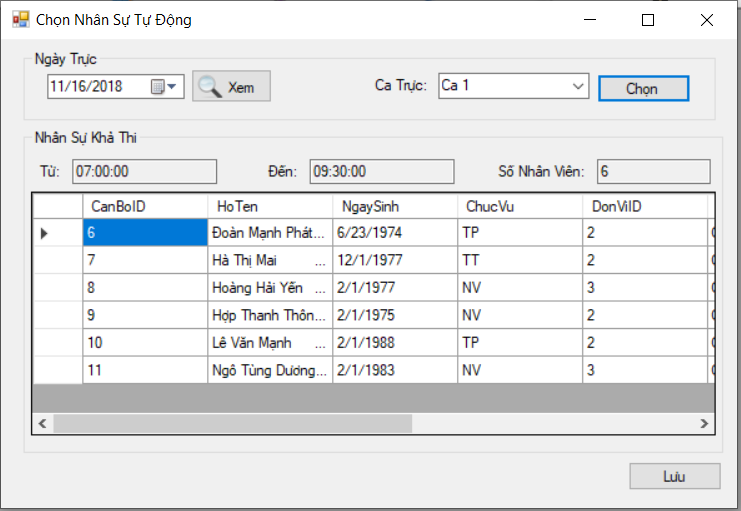 Chọn Nhân Sự Tự Động
Ngày Trực
11/16/2018 Xem Ca Trực: Ca 1 Chọn
Nhân Sự Khả Thi
Từ: 07:00:00 Đến: 09:30:00 Số Nhân Viên: 6
CanBoID HoTen NgaySinh ChucVu DonViID
6 Đoàn Mạnh Phát... 6/23/1974 TP 2
7 Hà Thị Mai ... 12/1/1977 TT 2
8 Hoàng Hải Yến ... 2/1/1977 NV 3
9 Hợp Thanh Thôn... 2/1/1975 NV 2
10 Lê Văn Mạnh ... 2/1/1988 TP 2
11 Ngô Tùng Dương... 2/1/1983 NV 3
Lưu